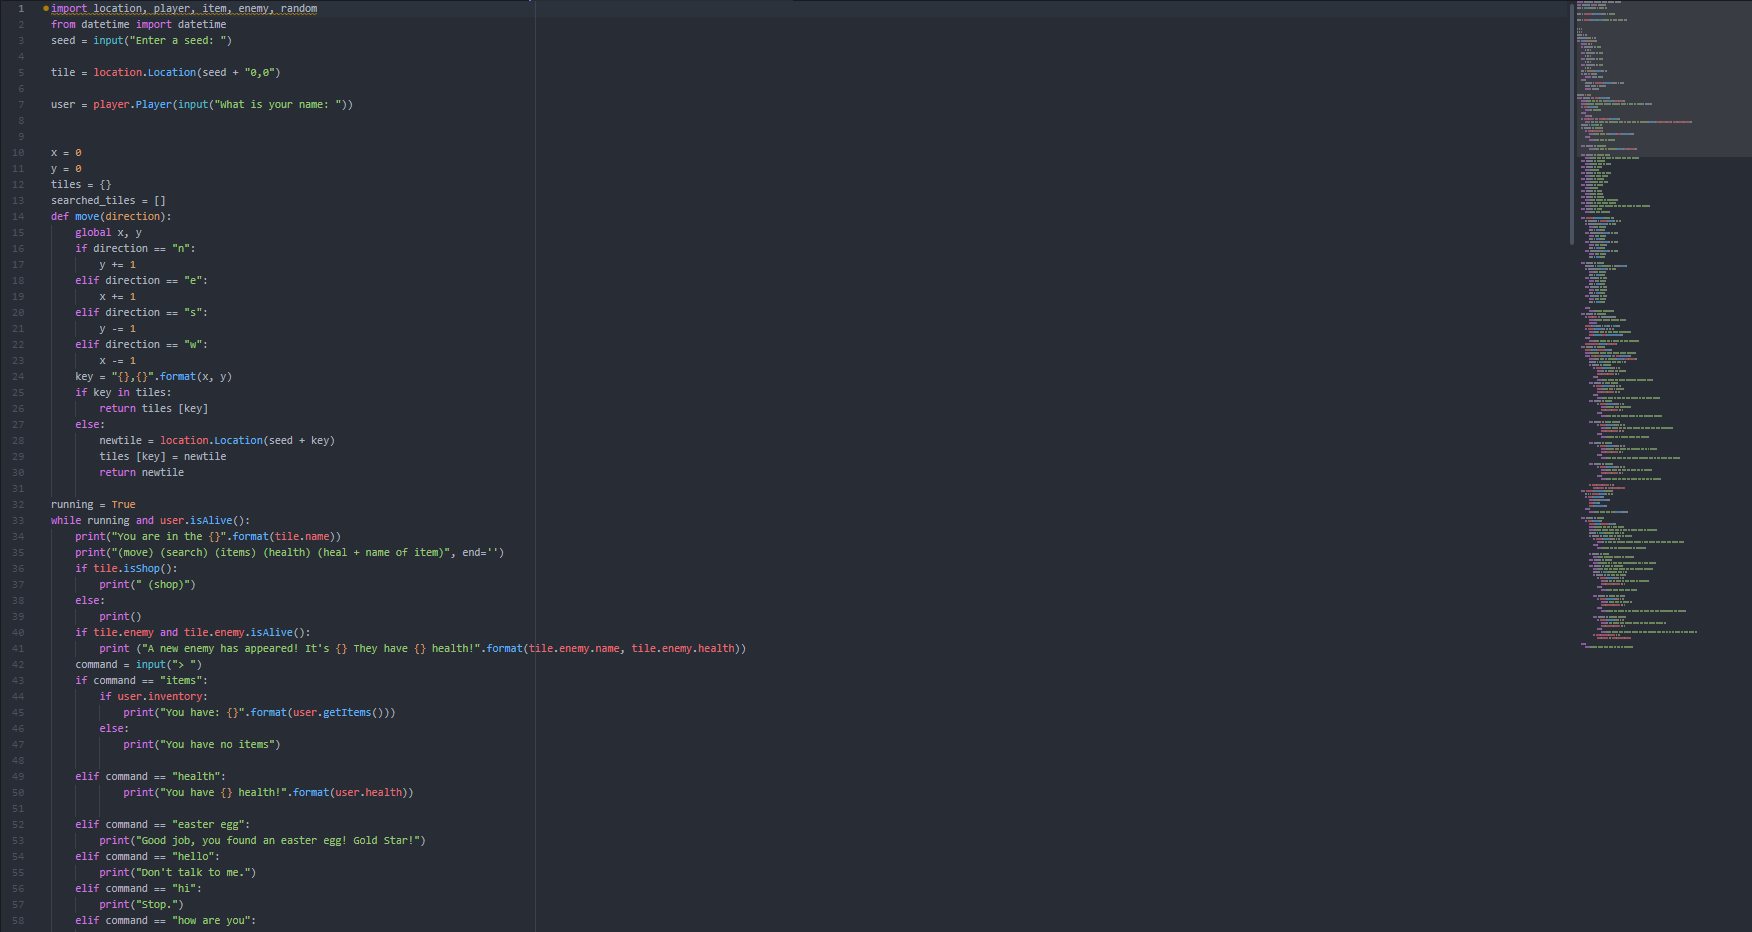 1 import location, player, item, enemy, random
2 from datetime import datetime
3 seed = input("Enter a seed: ")
4
5 tile = location.Location(seed + "0,0")
6
7 user = player.Player(input("What is your name: "))
8
9
10 x = 0
11 y = 0
12 tiles = {}
13 searched_tiles = []
14 def move(direction):
15     global x, y
16     if direction == "n":
17         y += 1
18     elif direction == "e":
19         x += 1
20     elif direction == "s":
21         y -= 1
22     elif direction == "w":
23         x -= 1
24     key = "{},{}".format(x, y)
25     if key in tiles:
26         return tiles [key]
27     else:
28         newtile = location.Location(seed + key)
29         tiles [key] = newtile
30         return newtile
31
32 running = True
33 while running and user.isAlive():
34     print("You are in the {}".format(tile.name))
35     print("(move) (search) (items) (health) (heal + name of item)", end='')
36     if tile.isShop():
37         print(" (shop)")
38     else:
39         print()
40     if tile.enemy and tile.enemy.isAlive():
41         print ("A new enemy has appeared! It's {} They have {} health!".format(tile.enemy.name, tile.enemy.health))
42     command = input("> ")
43     if command == "items":
44         if user.inventory:
45             print("You have: {}".format(user.getItems()))
46         else:
47             print("You have no items")
48
49     elif command == "health":
50             print("You have {} health!".format(user.health))
51
52     elif command == "easter egg":
53         print("Good job, you found an easter egg! Gold Star!")
54     elif command == "hello":
55         print("Don't talk to me.")
56     elif command == "hi":
57         print("Stop.")
58     elif command == "how are you":